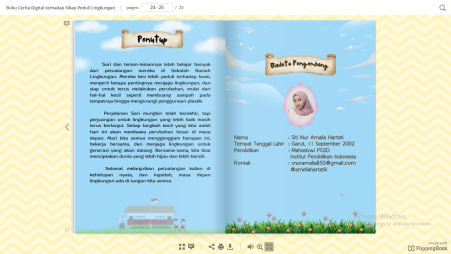 Buku Cerita Digital terhadap Sikap Peduli Lingkungan
pages:
24 - 25
/ 25
Penutup
Sari dan teman-temannya telah belajar banyak
dari petualangan mereka di Sekolah Ramah
Lingkungan. Mereka kini lebih peduli terhadap bumi,
mengerti betapa pentingnya menjaga lingkungan, dan
siap untuk terus melakukan perubahan, mulai dari
hal-hal kecil seperti membuang sampah pada
tempatnya hingga mengurangi penggunaan plastik.
Perjalanan Sari mungkin telah berakhir, tapi
perjuangan untuk lingkungan yang lebih baik masih
terus berlanjut. Setiap langkah kecil yang kita ambil
hari ini akan membawa perubahan besar di masa
depan. Mari kita semua menggenggam harapan ini,
bekerja bersama, dan menjaga lingkungan untuk
generasi yang akan datang. Bersama-sama, kita bisa
menciptakan dunia yang lebih hijau dan lebih bersih.
Selamat melanjutkan petualangan kalian di
kehidupan nyata, dan ingatlah, masa depan
lingkungan ada di tangan kita semua.
Biodata Pengembang
Nama : Siti Nur Amalia Hartati
Tempat Tanggal Lahir : Garut, 11 September 2002
Pendidikan : Mahasiswi PGSD
Institut Pendidikan Indonesia
Kontak : snuramalia850@gmail.com
@ameliahartatiii
Activate Windows
Go to Settings to activate Windows.
made with
FlippingBook